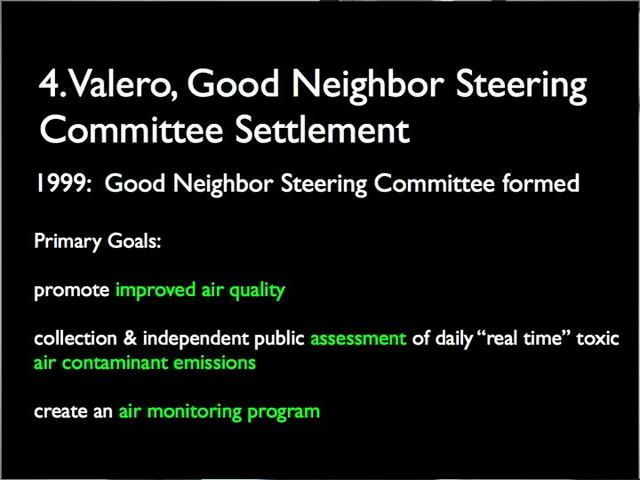 4. Valero, Good Neighbor Steering
Committee Settlement
1999: Good Neighbor Steering Committee formed
Primary Goals:
promote improved air quality
collection & independent public assessment of daily “real time” toxic
air contaminant emissions
create an air monitoring program